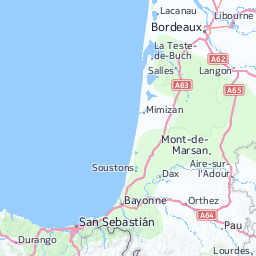 Lacanau
Libourne
Bordeaux
La Teste-
de-Buch
A62
Salles
Langon
A63
A65
Mimizan
Mont-de-
Marsan
Aire-sur-
l'Adour
Soustons
Dax
Bayonne
Orthez
A64
San Sebastián
Pau
Durango
Lourdes